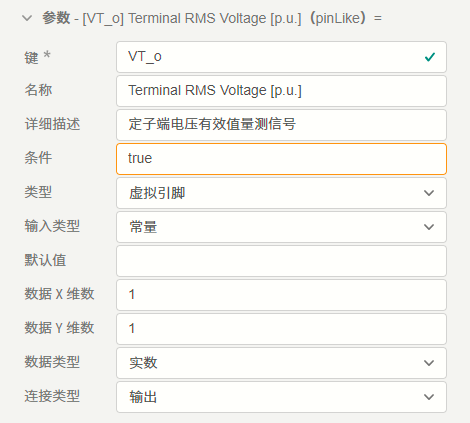 参数 - [VT_o] Terminal RMS Voltage [p.u.]（pinLike）=
键 * VT_o
名称 Terminal RMS Voltage [p.u.]
详细描述 定子端电压有效值量测信号
条件 true
类型 虚拟引脚
输入类型 常量
默认值
数据 X 维数 1
数据 Y 维数 1
数据类型 实数
连接类型 输出